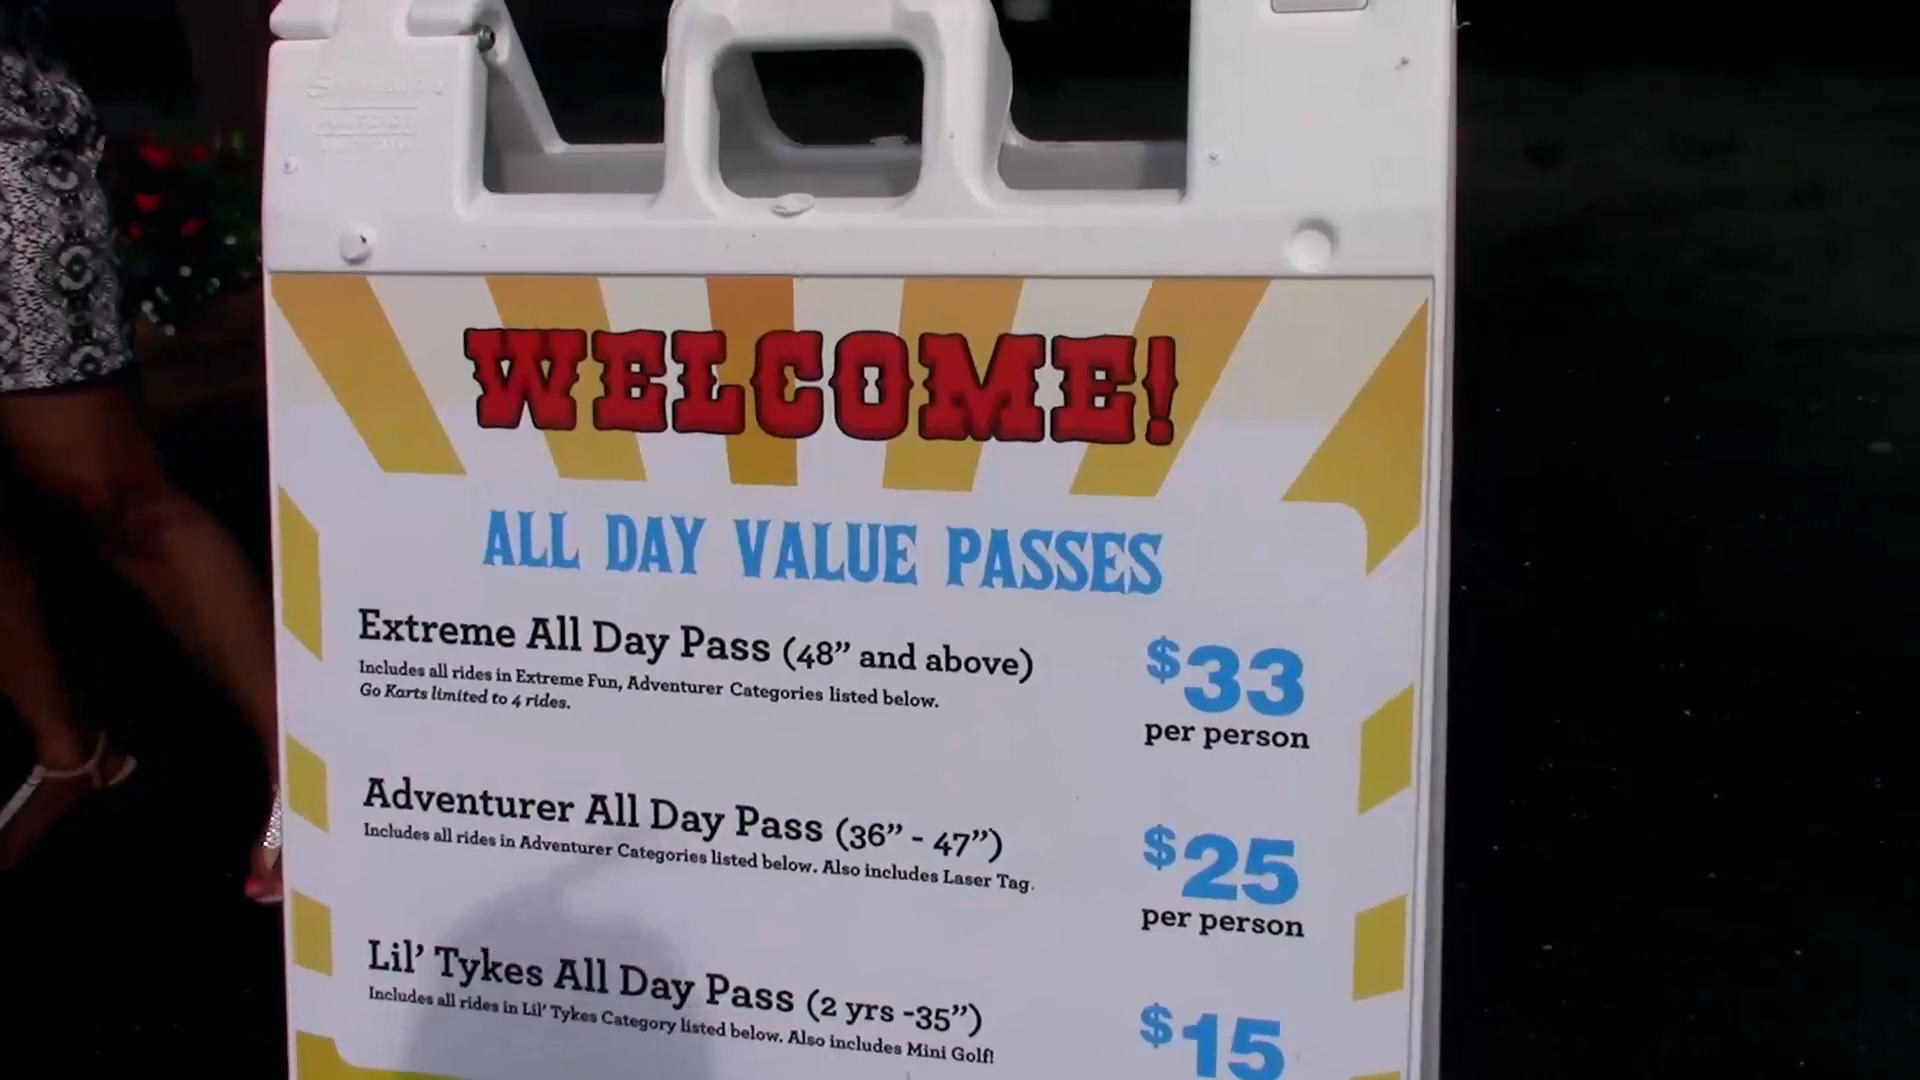 WELCOME!
ALL DAY VALUE PASSES
Extreme All Day Pass (48” and above)
Includes all rides in Extreme Fun, Adventurer Categories listed below.
Go Karts limited to 4 rides.
$33
per person
Adventurer All Day Pass (36” - 47”)
Includes all rides in Adventurer Categories listed below. Also includes Laser Tag.
$25
per person
Lil’ Tykes All Day Pass (2 yrs -35”)
Includes all rides in Lil’ Tykes Category listed below. Also includes Mini Golf!
$15